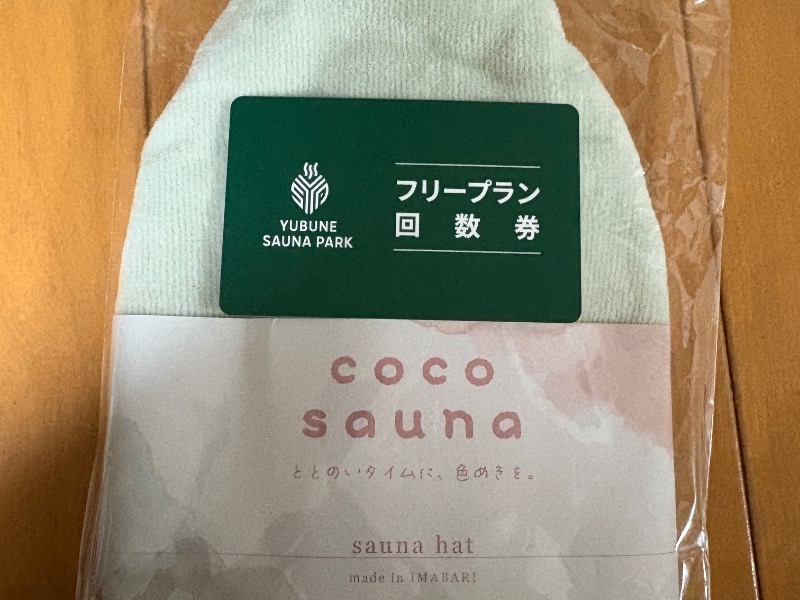 YUBUNE
SAUNA PARK
フリープラン
回数券
coco
sauna
ととのいタイムに、色めきを。
sauna hat
made in IMABARI